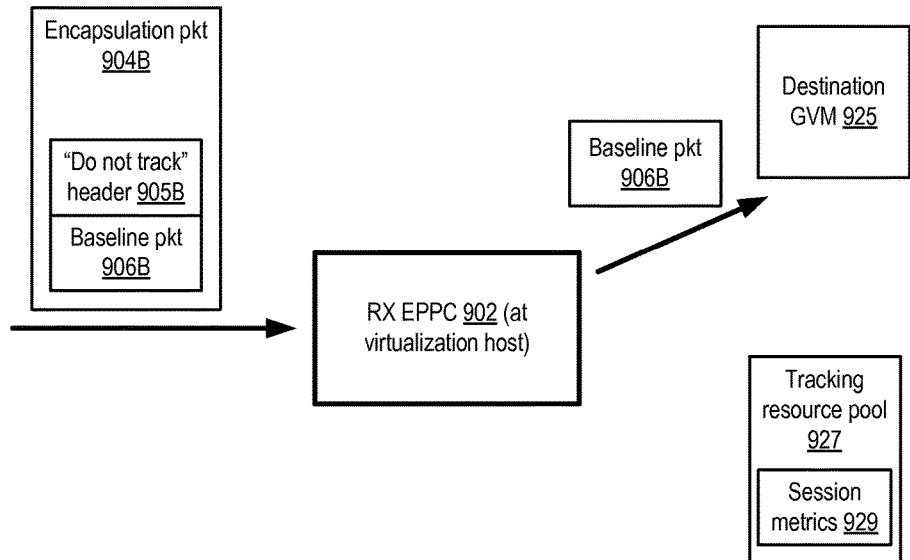 Encapsulation pkt
904B
“Do not track”
header 905B
Baseline pkt
906B
RX EPPC 902 (at
virtualization host)
Baseline pkt
906B
Destination
GVM 925
Tracking
resource pool
927
Session
metrics 929